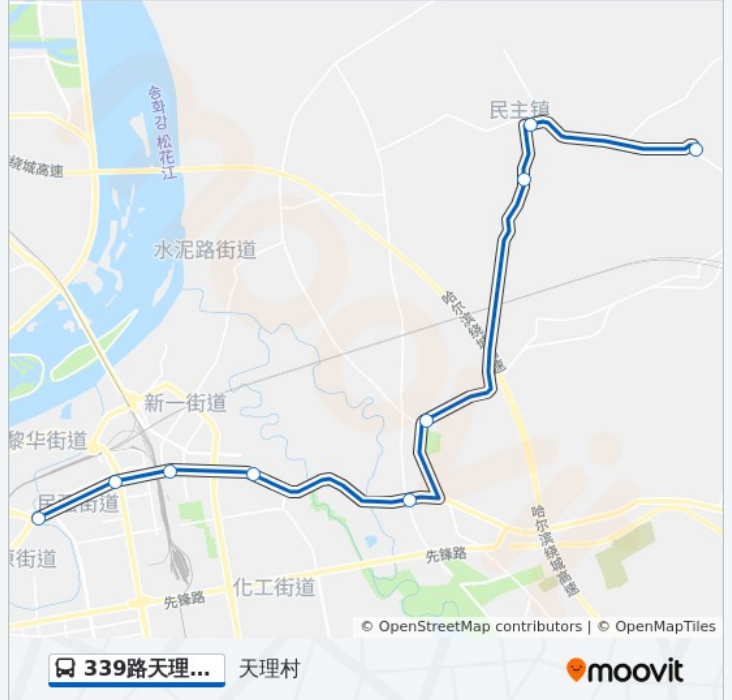 民主镇
송화강 松花江
绕城高速
水泥路街道
哈尔滨绕城高速
新一街道
黎华街道
街道
原街道
哈尔滨绕城高速
先锋路
化工街道
先锋路
© OpenStreetMap contributors | © OpenMapTiles
339路天理... 天理村
moovit